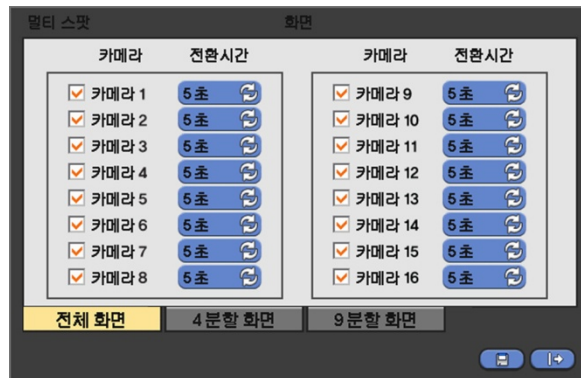 멀티 스팟 화면
카메라 전환시간 카메라 전환시간
카메라 1 5초 카메라 9 5초
카메라 2 5초 카메라 10 5초
카메라 3 5초 카메라 11 5초
카메라 4 5초 카메라 12 5초
카메라 5 5초 카메라 13 5초
카메라 6 5초 카메라 14 5초
카메라 7 5초 카메라 15 5초
카메라 8 5초 카메라 16 5초
전체 화면 4분할 화면 9분할 화면